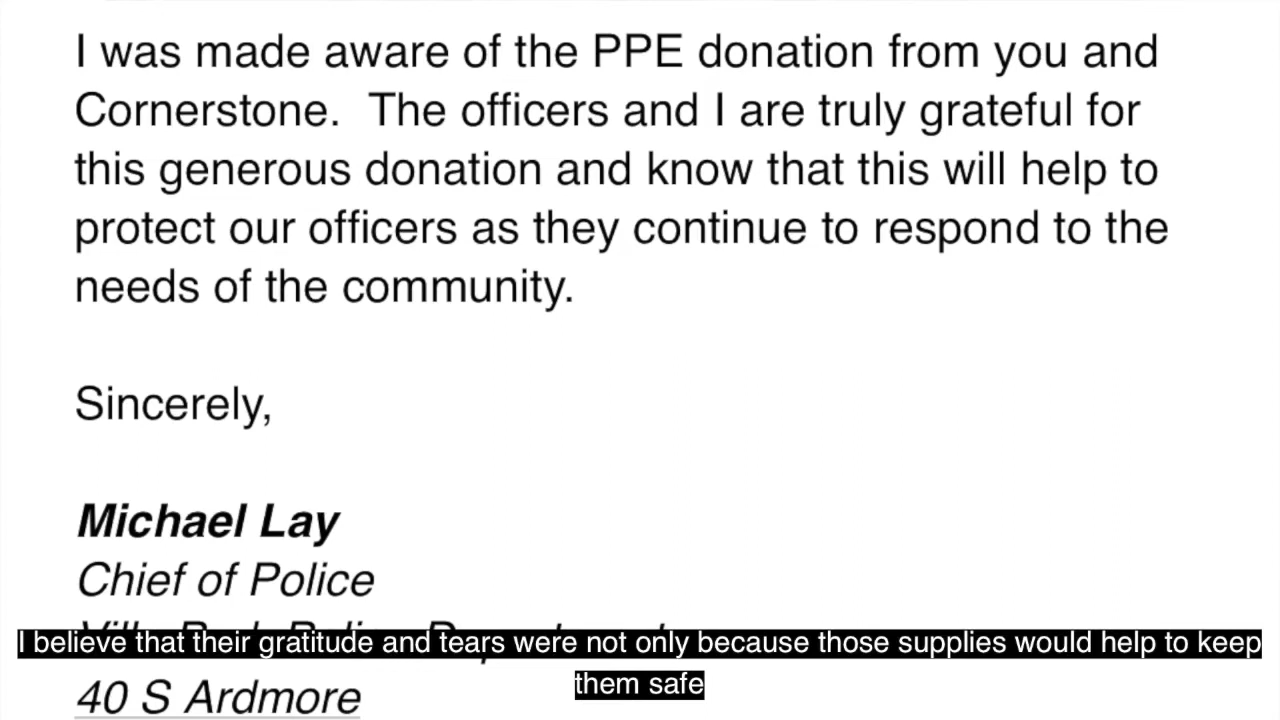 I was made aware of the PPE donation from you and
Cornerstone. The officers and I are truly grateful for
this generous donation and know that this will help to
protect our officers as they continue to respond to the
needs of the community.
Sincerely,
Michael Lay
Chief of Police
I believe that their gratitude and tears were not only because those supplies would help to keep
them safe
40 S Ardmore